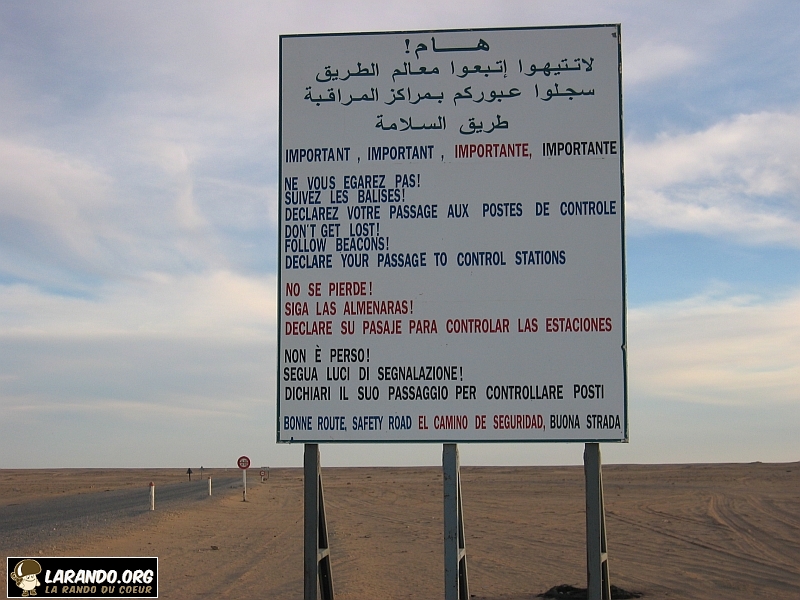 هـــام!
لاتتيهوا إتبعوا معالم الطريق
سجلوا عبوركم بمراكز المراقبة
طريق السلامة
IMPORTANT , IMPORTANT , IMPORTANTE, IMPORTANTE
NE VOUS EGAREZ PAS!
SUIVEZ LES BALISES!
DECLAREZ VOTRE PASSAGE AUX POSTES DE CONTROLE
DON'T GET LOST!
FOLLOW BEACONS!
DECLARE YOUR PASSAGE TO CONTROL STATIONS
NO SE PIERDE!
SIGA LAS ALMENARAS!
DECLARE SU PASAJE PARA CONTROLAR LAS ESTACIONES
NON È PERSO!
SEGUA LUCI DI SEGNALAZIONE!
DICHIARI IL SUO PASSAGGIO PER CONTROLLARE POSTI
BONNE ROUTE, SAFETY ROAD EL CAMINO DE SEGURIDAD, BUONA STRADA
LARANDO.ORG
LA RANDO DU COEUR